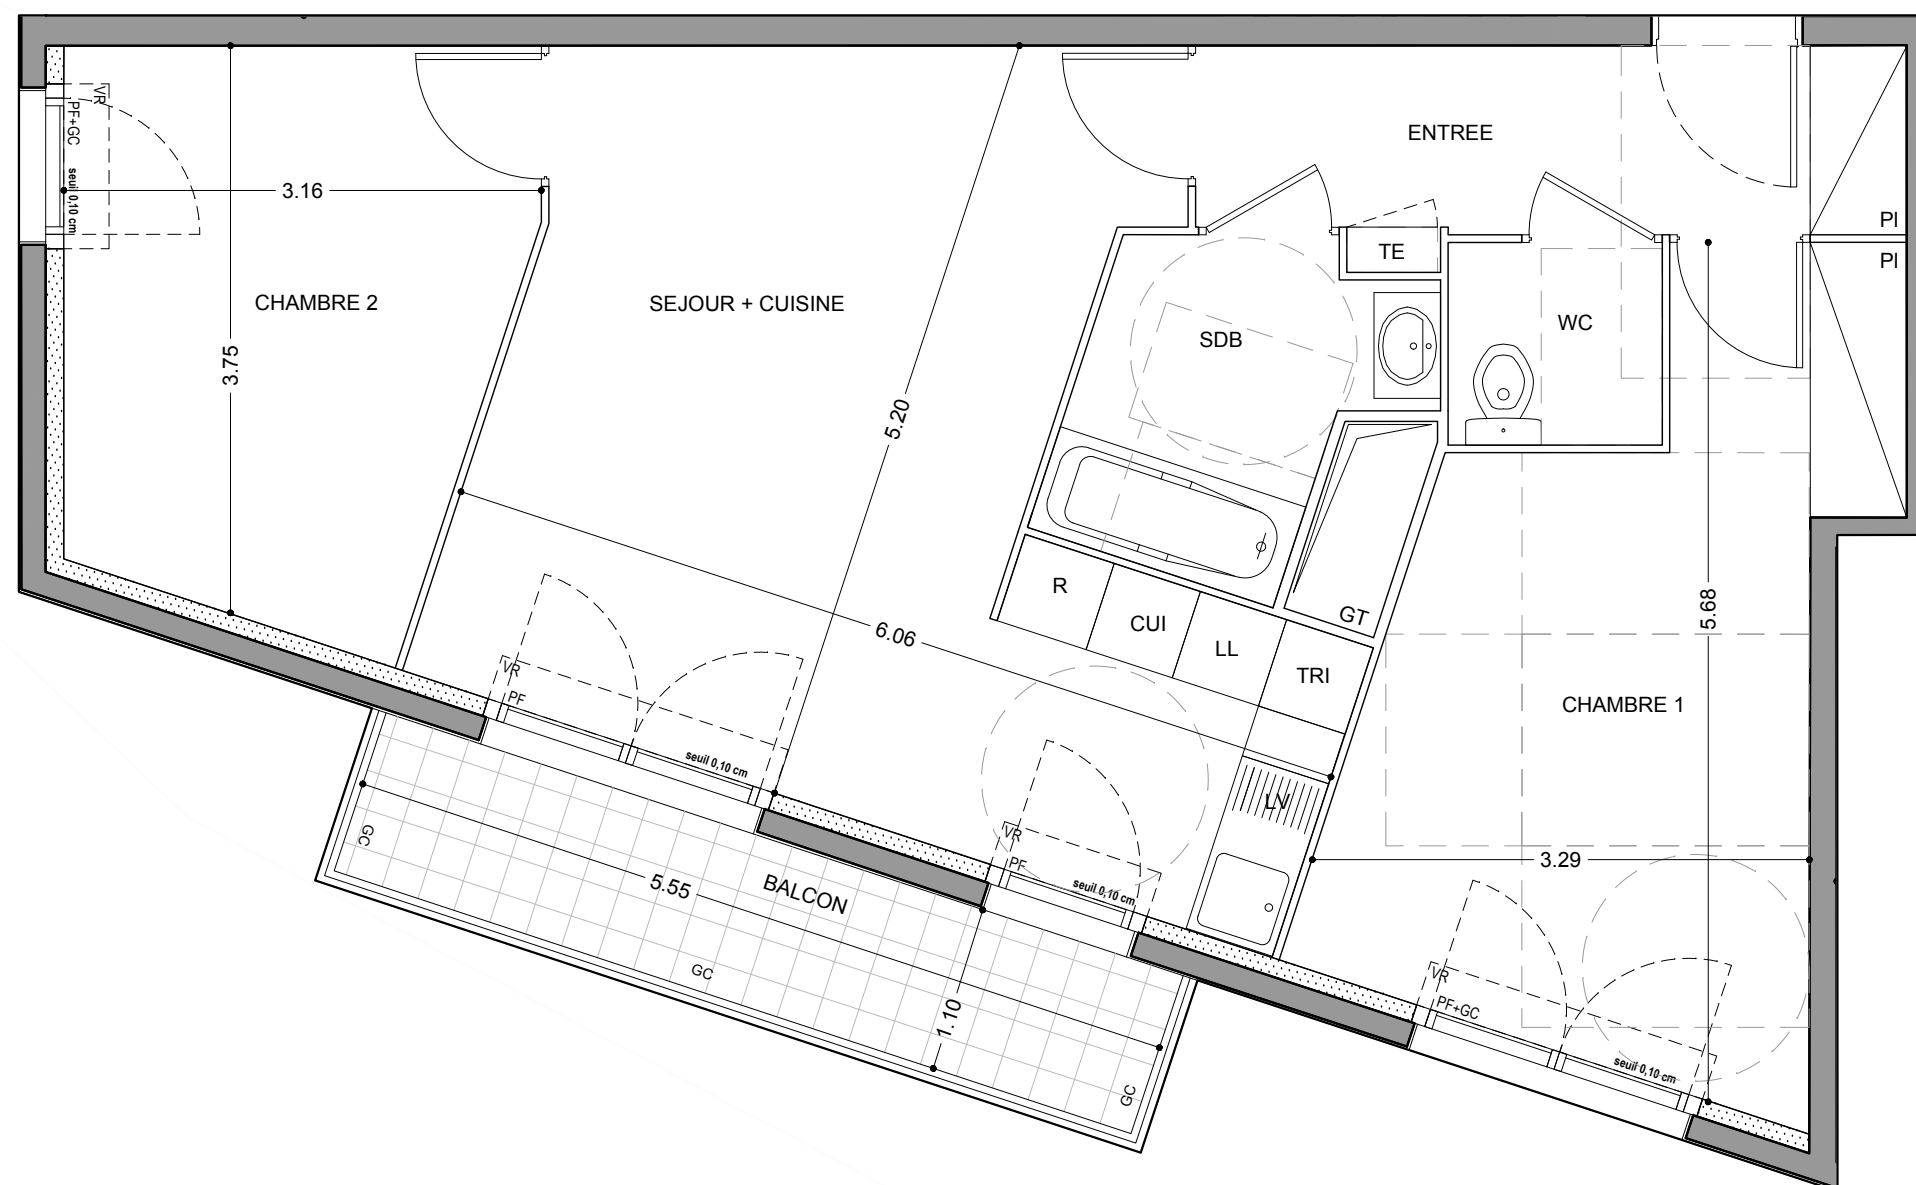 ENTREE
VR
PF+GC
seuil 0,10 cm
3.16
Pl
Pl
TE
CHAMBRE 2
SEJOUR + CUISINE
SDB
WC
3.75
5.20
R
CUI
LL
TRI
GT
5.68
6.06
VR
PF
seuil 0,10 cm
CHAMBRE 1
LV
VR
PF
seuil 0,10 cm
3.29
GC
5.55
BALCON
GC
1.10
GC
VR
PF+GC
seuil 0,10 cm